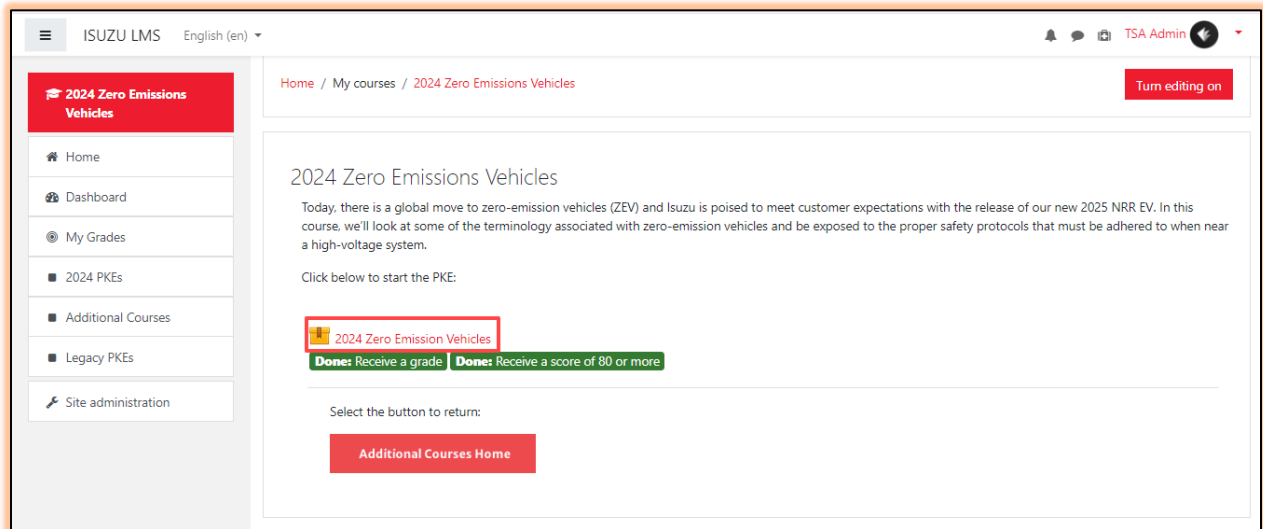 ISUZU LMS English (en)
TSA Admin
2024 Zero Emissions
Vehicles
Home
Dashboard
My Grades
2024 PKEs
Additional Courses
Legacy PKEs
Site administration
Home / My courses / 2024 Zero Emissions Vehicles
Turn editing on
2024 Zero Emissions Vehicles
Today, there is a global move to zero-emission vehicles (ZEV) and Isuzu is poised to meet customer expectations with the release of our new 2025 NRR EV. In this
course, we'll look at some of the terminology associated with zero-emission vehicles and be exposed to the proper safety protocols that must be adhered to when near
a high-voltage system.
Click below to start the PKE:
2024 Zero Emission Vehicles
Done: Receive a grade Done: Receive a score of 80 or more
Select the button to return:
Additional Courses Home